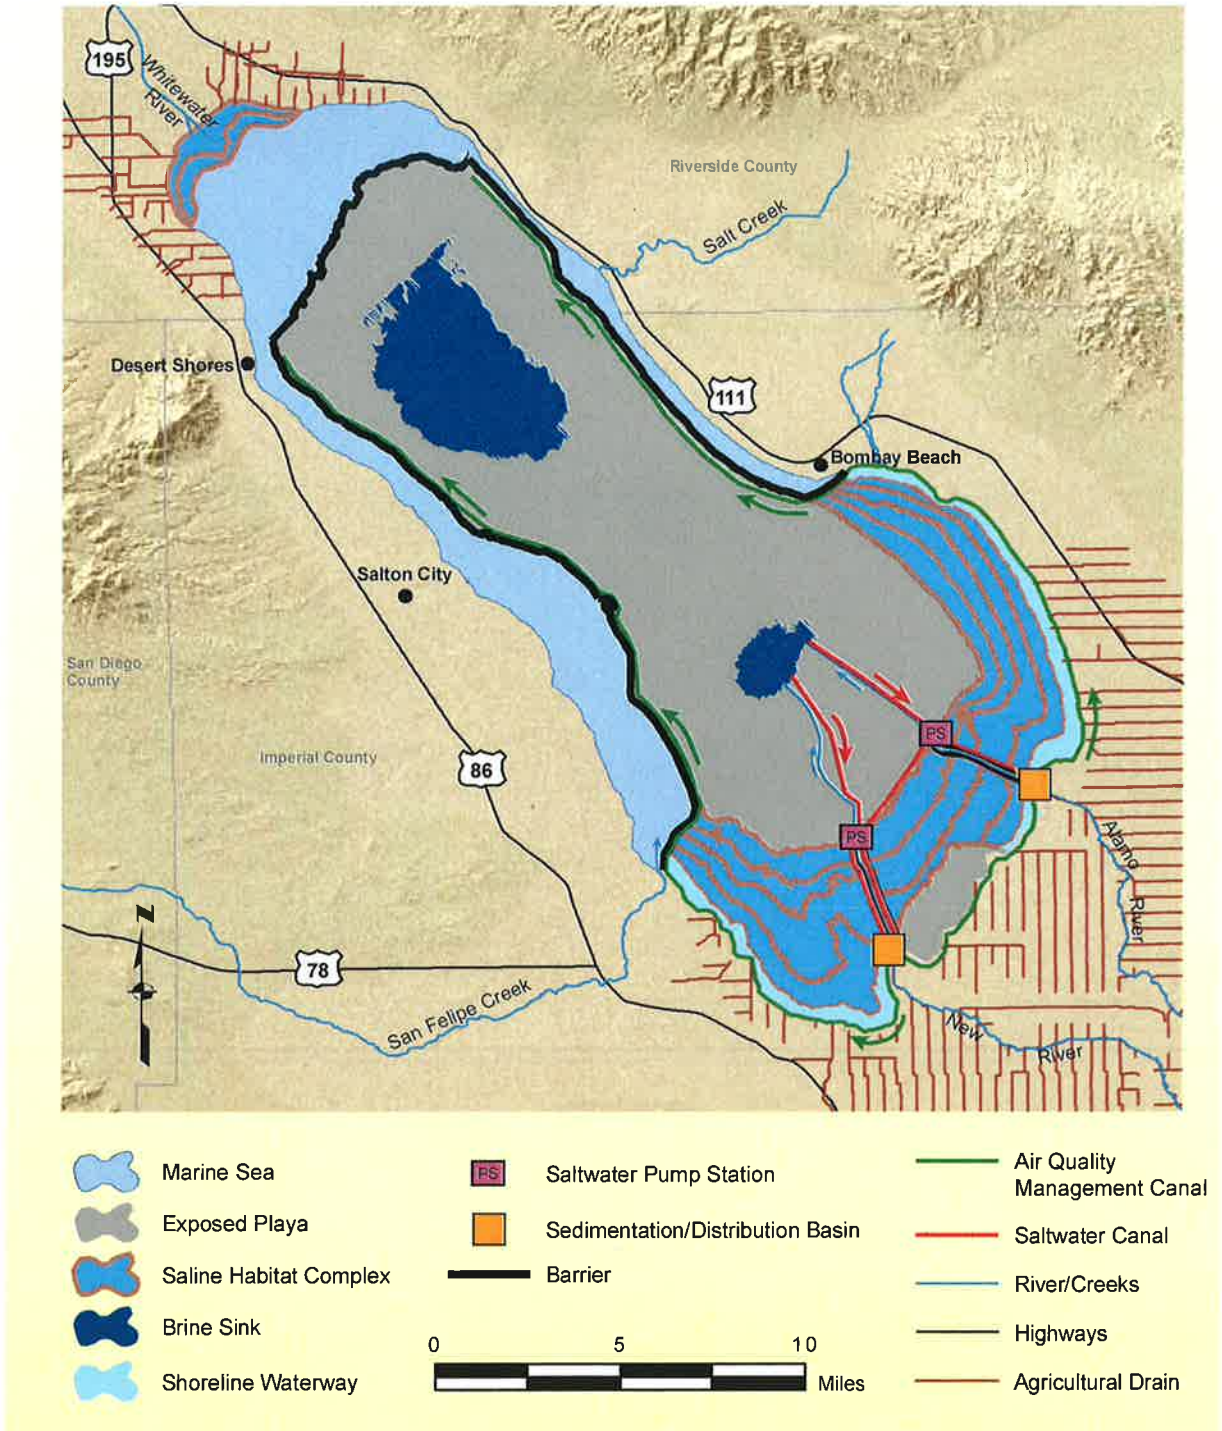 195
Whitewater
River
Riverside County
Salt Creek
Desert Shores
111
Bombay Beach
Salton City
San Diego
County
Imperial County
86
PS
PS
Alamo
River
N
78
San Felipe Creek
New
River
Marine Sea
Exposed Playa
Saline Habitat Complex
Brine Sink
Shoreline Waterway
PS
Saltwater Pump Station
Sedimentation/Distribution Basin
Barrier
0 5 10
Miles
Air Quality
Management Canal
Saltwater Canal
River/Creeks
Highways
Agricultural Drain